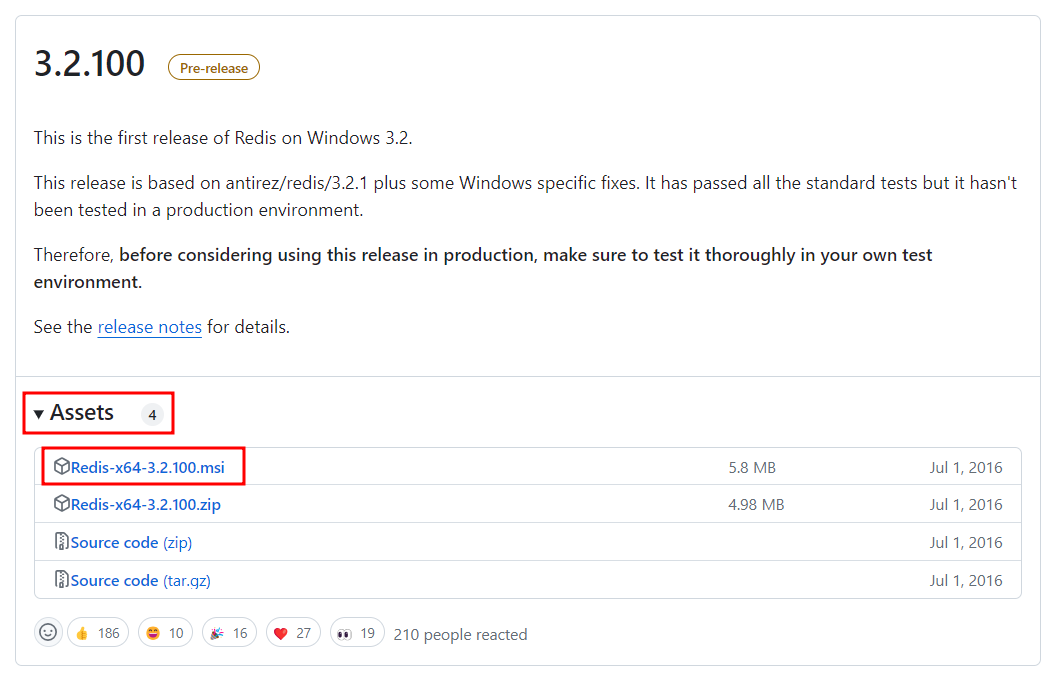 3.2.100 Pre-release
This is the first release of Redis on Windows 3.2.
This release is based on antirez/redis/3.2.1 plus some Windows specific fixes. It has passed all the standard tests but it hasn't
been tested in a production environment.
Therefore, before considering using this release in production, make sure to test it thoroughly in your own test
environment.
See the release notes for details.
Assets 4
Redis-x64-3.2.100.msi 5.8 MB Jul 1, 2016
Redis-x64-3.2.100.zip 4.98 MB Jul 1, 2016
Source code (zip) Jul 1, 2016
Source code (tar.gz) Jul 1, 2016
186 10 16 27 19 210 people reacted